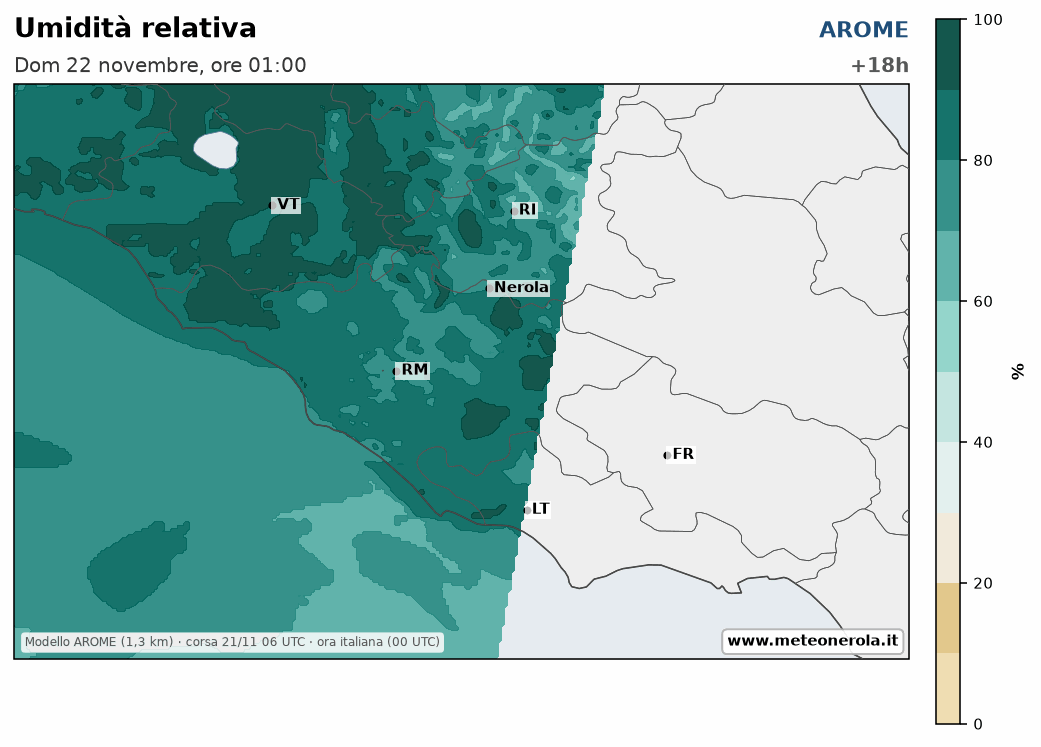 Umidità relativa
AROME
Dom 22 novembre, ore 01:00
+18h
VT
RI
Nerola
RM
FR
LT
Modello AROME (1,3 km) · corsa 21/11 06 UTC · ora italiana (00 UTC)
www.meteonerola.it
100
80
60
40
20
0
%